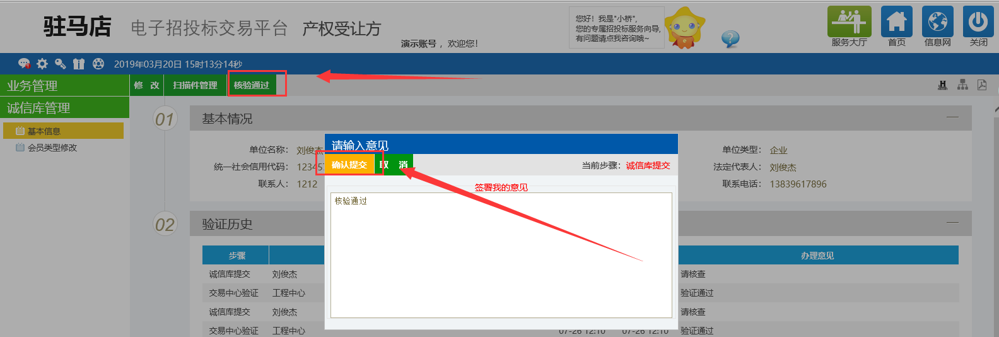 驻马店 电子招投标交易平台 产权受让方
演示账号， 欢迎您!
您好！我是"小桥",
您的专属招投标服务向导,
有问题请点我咨询哦~
服务大厅 首页 信息网 关闭
2019年03月20日 15时13分14秒
业务管理
诚信库管理
基本信息
会员类型修改
修 改 扫描件管理 核验通过
01 基本情况
单位名称： 刘俊杰 单位类型： 企业
统一社会信用代码： 12345 法定代表人： 刘俊杰
联系人： 1212 联系电话： 13839617896
02 验证历史
步骤 办理意见
诚信库提交 刘俊杰 请核查
交易中心验证 工程中心 验证通过
诚信库提交 刘俊杰 请核查
交易中心验证 工程中心 07-26 12:10 07-26 12:10 验证通过
请输入意见
确认提交 取 消 当前步骤：诚信库提交
签署我的意见
核验通过